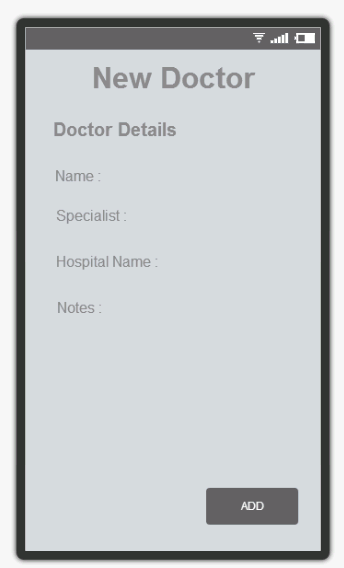 New Doctor
Doctor Details
Name :
Specialist :
Hospital Name :
Notes :
ADD